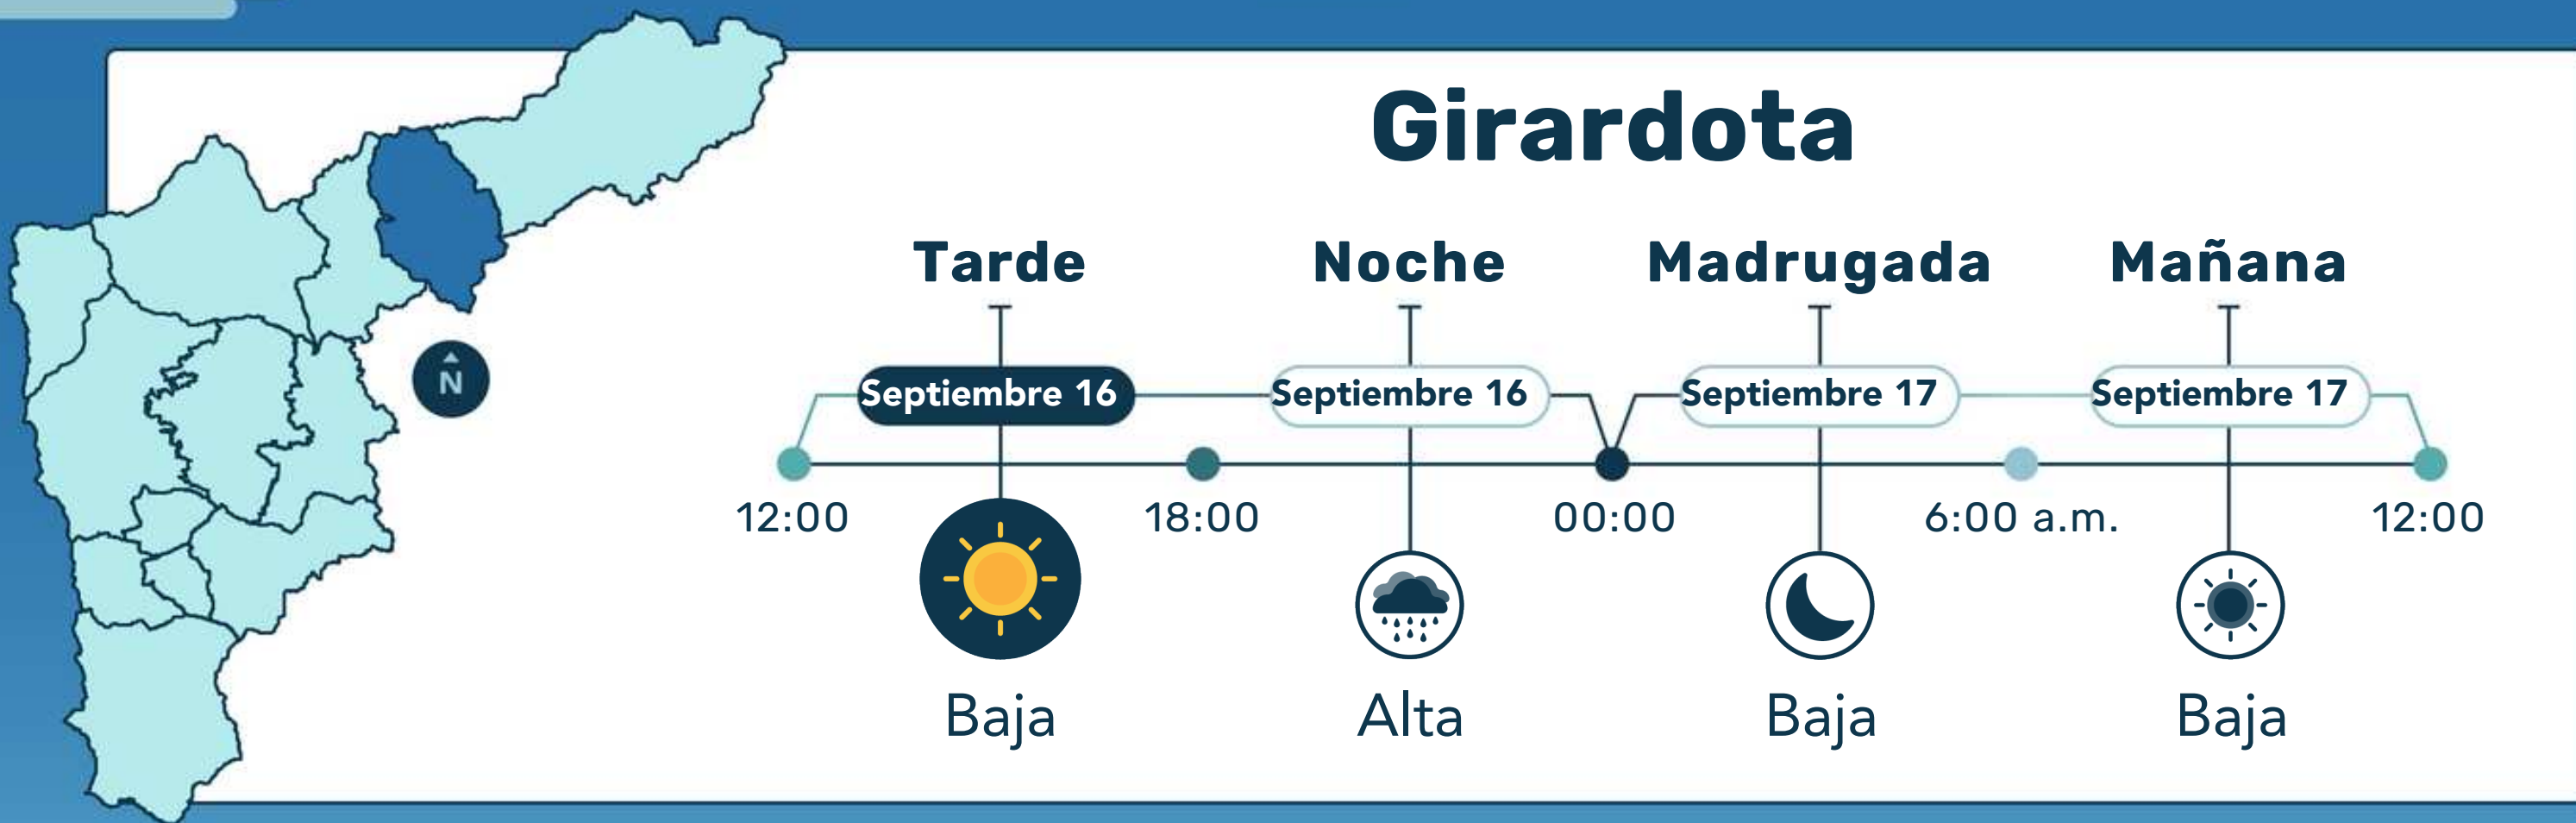 Girardota
Tarde Noche Madrugada Mañana
Septiembre 16 Septiembre 16 Septiembre 17 Septiembre 17
N
12:00 18:00 00:00 6:00 a.m. 12:00
Baja Alta Baja Baja